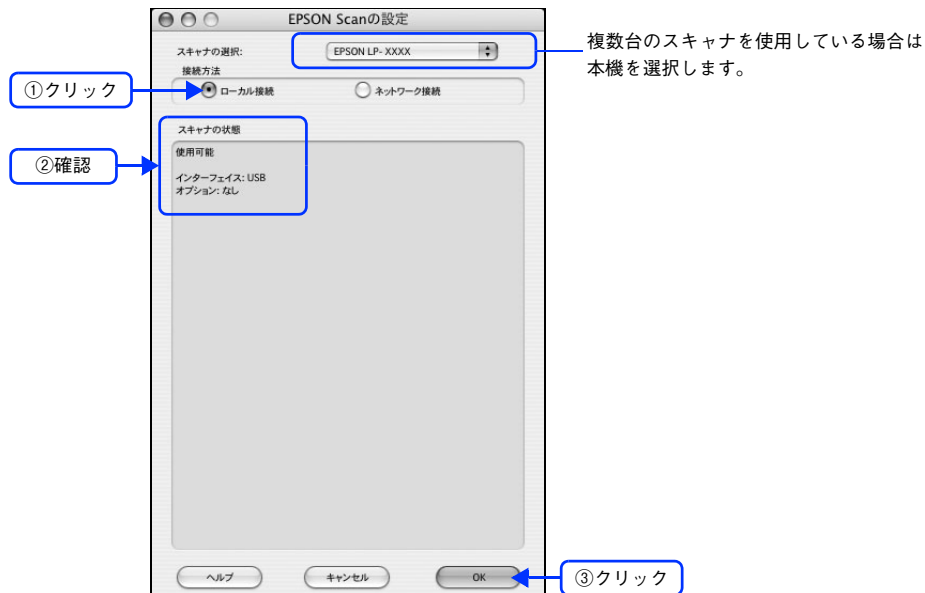 EPSON Scanの設定
スキャナの選択:
EPSON LP- XXXX
複数台のスキャナを使用している場合は
本機を選択します。
接続方法
①クリック
ローカル接続
ネットワーク接続
スキャナの状態
②確認
使用可能
インターフェイス: USB
オプション: なし
ヘルプ
キャンセル
OK
③クリック